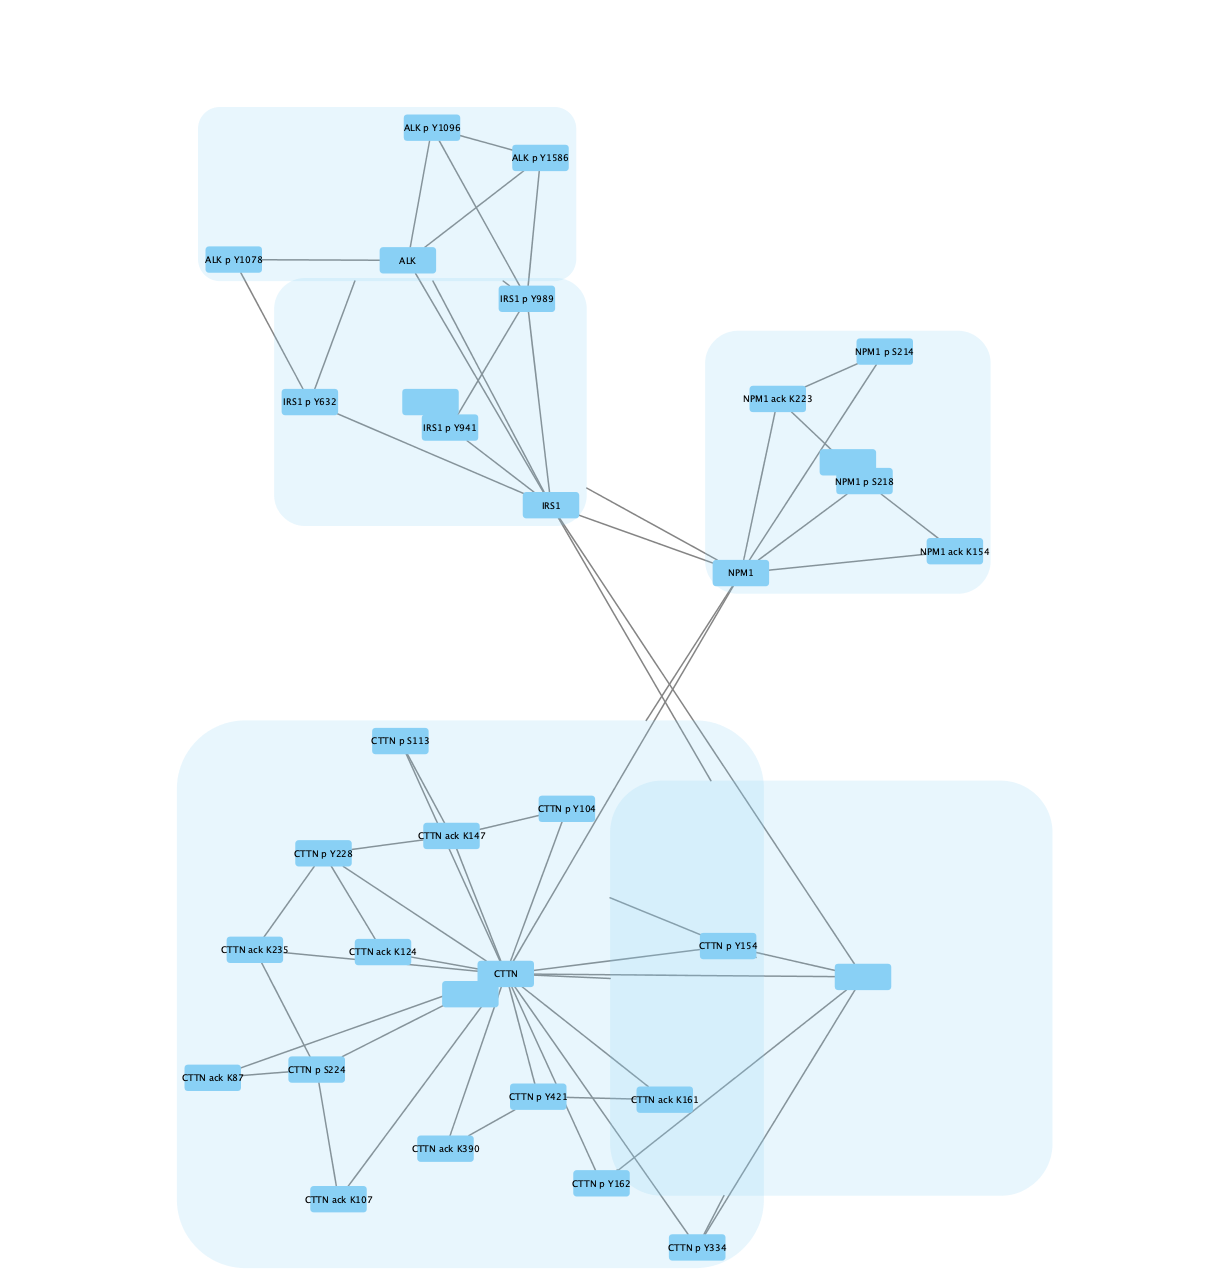 ALK p Y1096
ALK p Y1586
ALK p Y1078
ALK
IRS1 p Y989
IRS1 p Y632
IRS1 p Y941
IRS1
NPM1 p S214
NPM1 ack K223
NPM1 p S218
NPM1 ack K154
NPM1
CTTN p S113
CTTN p Y104
CTTN ack K147
CTTN p Y228
CTTN ack K235
CTTN ack K124
CTTN p Y154
CTTN
CTTN p S224
CTTN ack K87
CTTN p Y421
CTTN ack K161
CTTN ack K390
CTTN p Y162
CTTN ack K107
CTTN p Y334